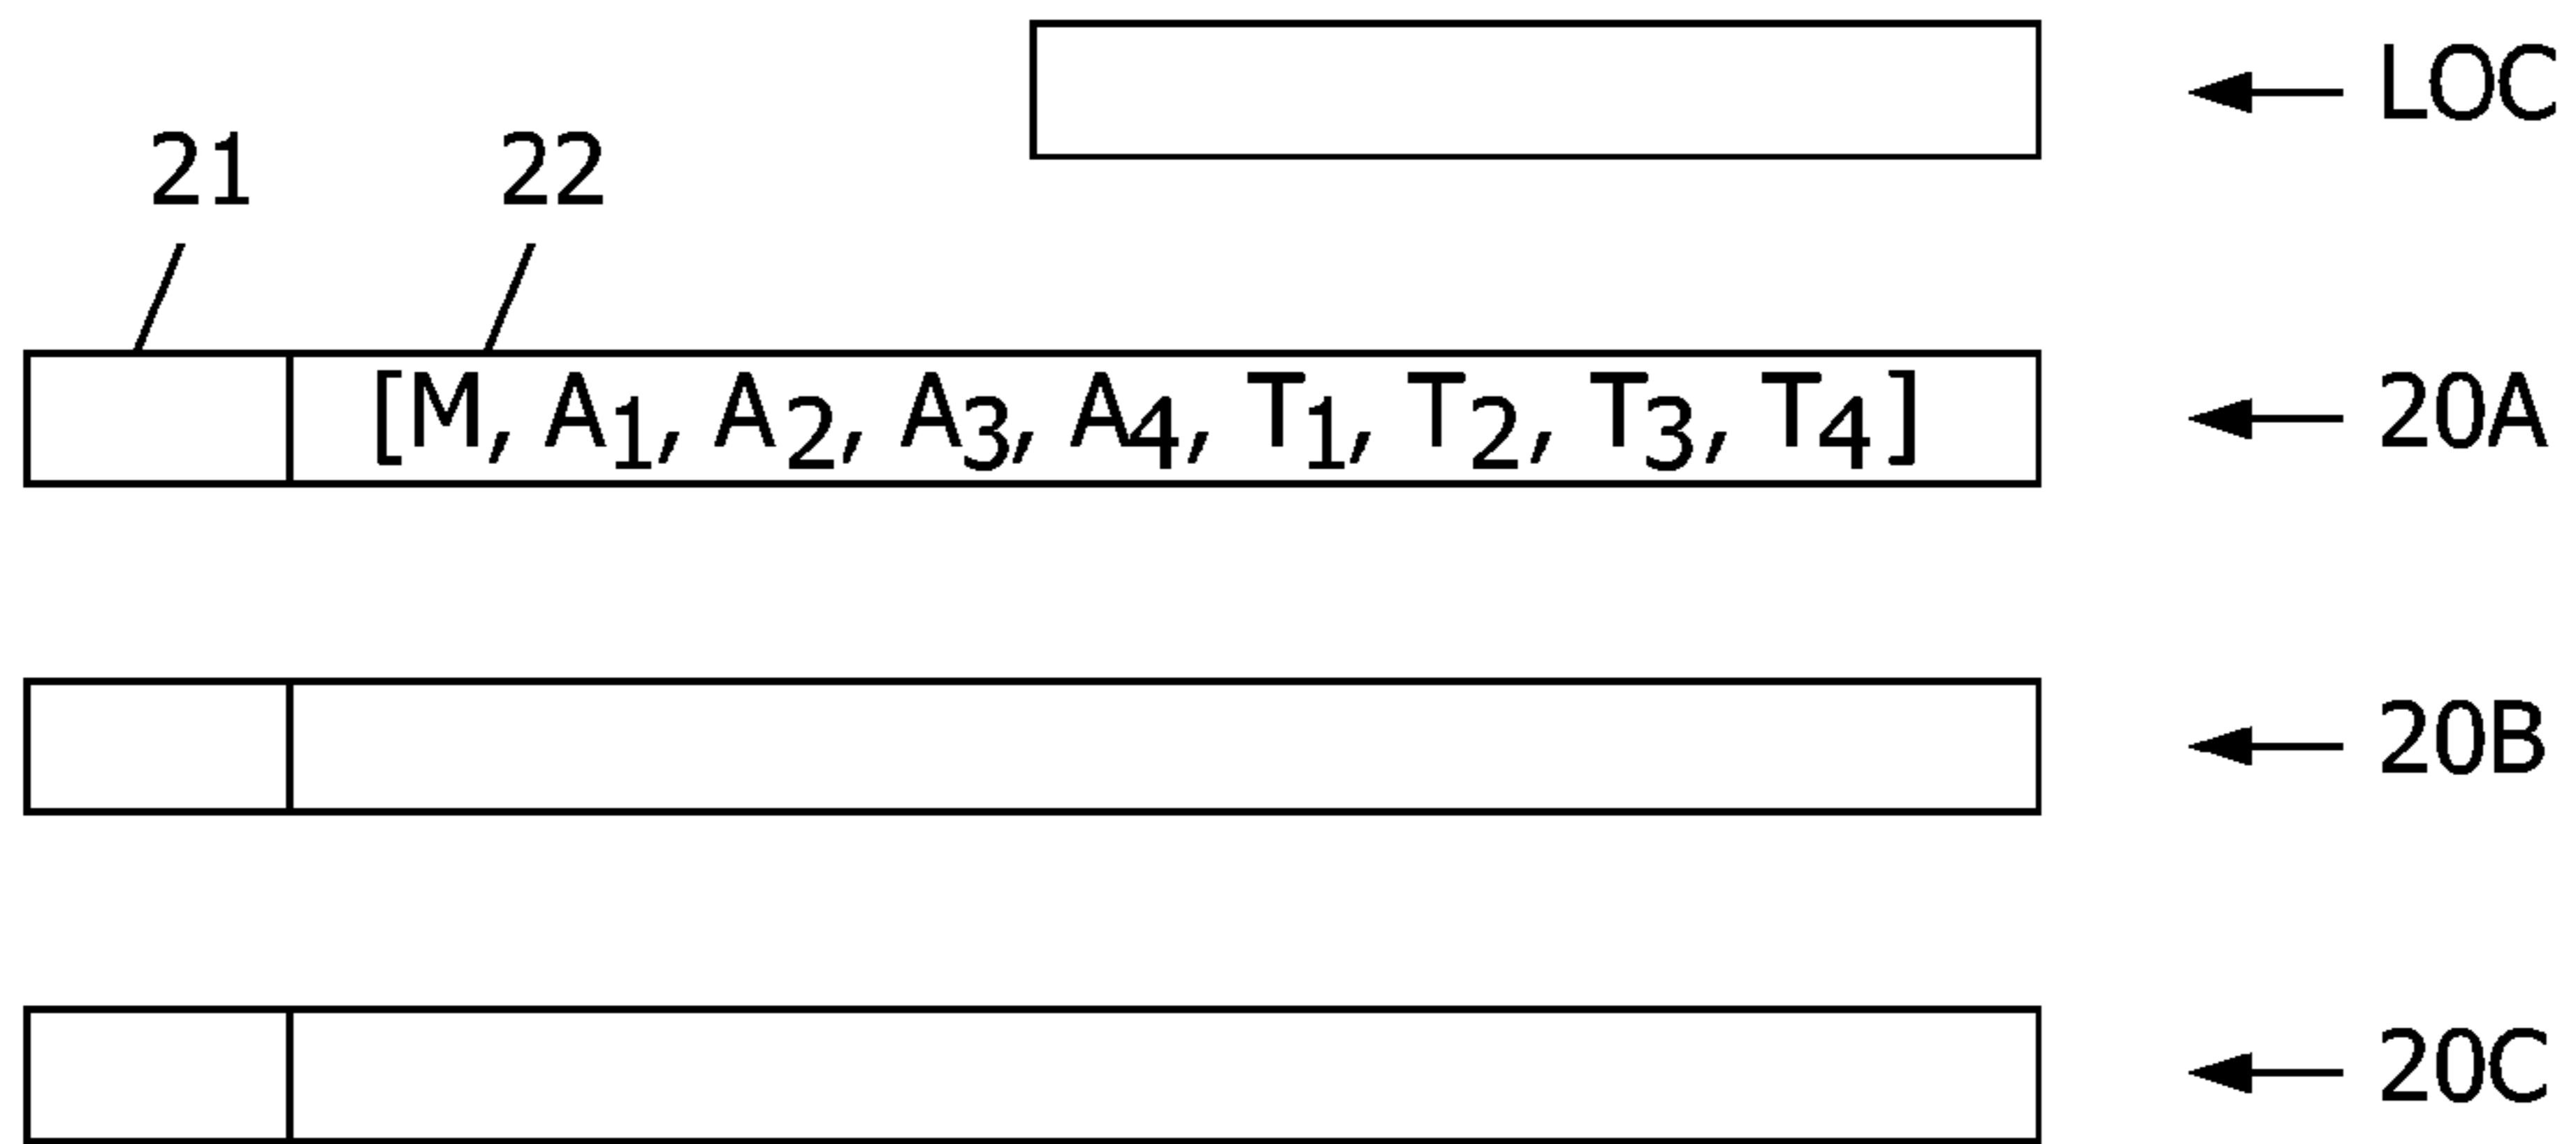 LOC
21 22
[M, A1, A2, A3, A4, T1, T2, T3, T4] 20A
20B
20C